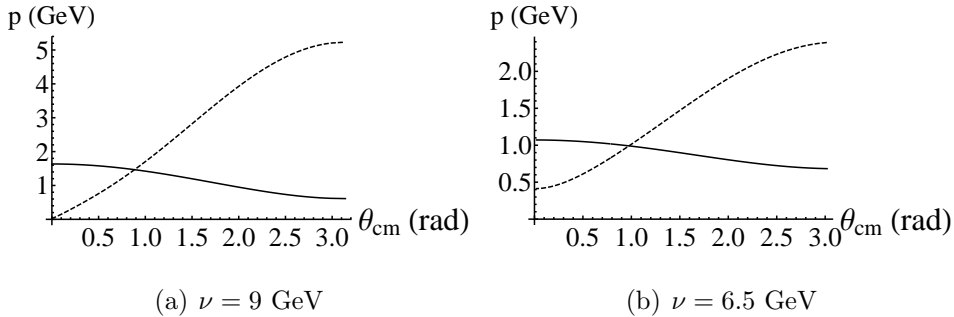 p (GeV)
5
4
3
2
1
0.5 1.0 1.5 2.0 2.5 3.0
θcm (rad)
(a) ν = 9 GeV
p (GeV)
2.0
1.5
1.0
0.5
0.5 1.0 1.5 2.0 2.5 3.0
θcm (rad)
(b) ν = 6.5 GeV